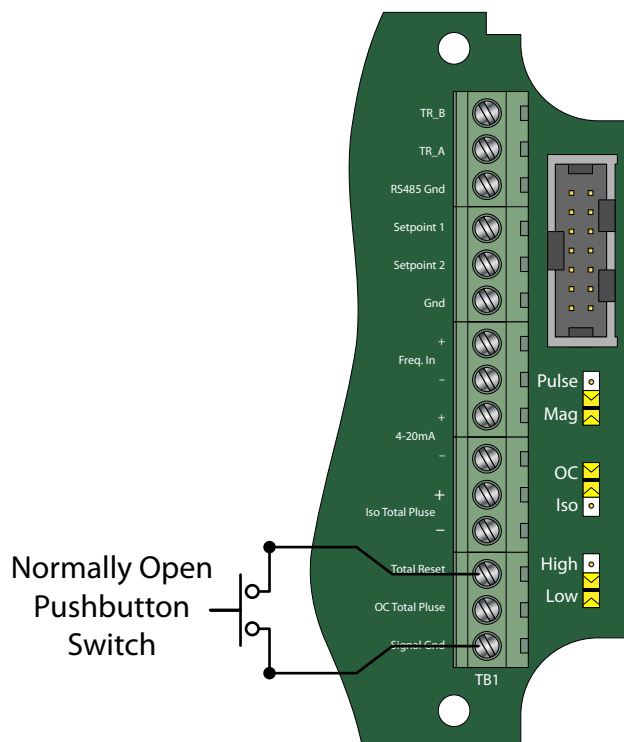 TR_B
TR_A
RS485 Gnd
Setpoint 1
Setpoint 2
Gnd
+
Freq. In
−
+
4-20mA
−
+
Iso Total Pluse
−
Total Reset
OC Total Pluse
Signal Gnd
TB1
Pulse
Mag
OC
Iso
High
Low
Normally Open
Pushbutton
Switch